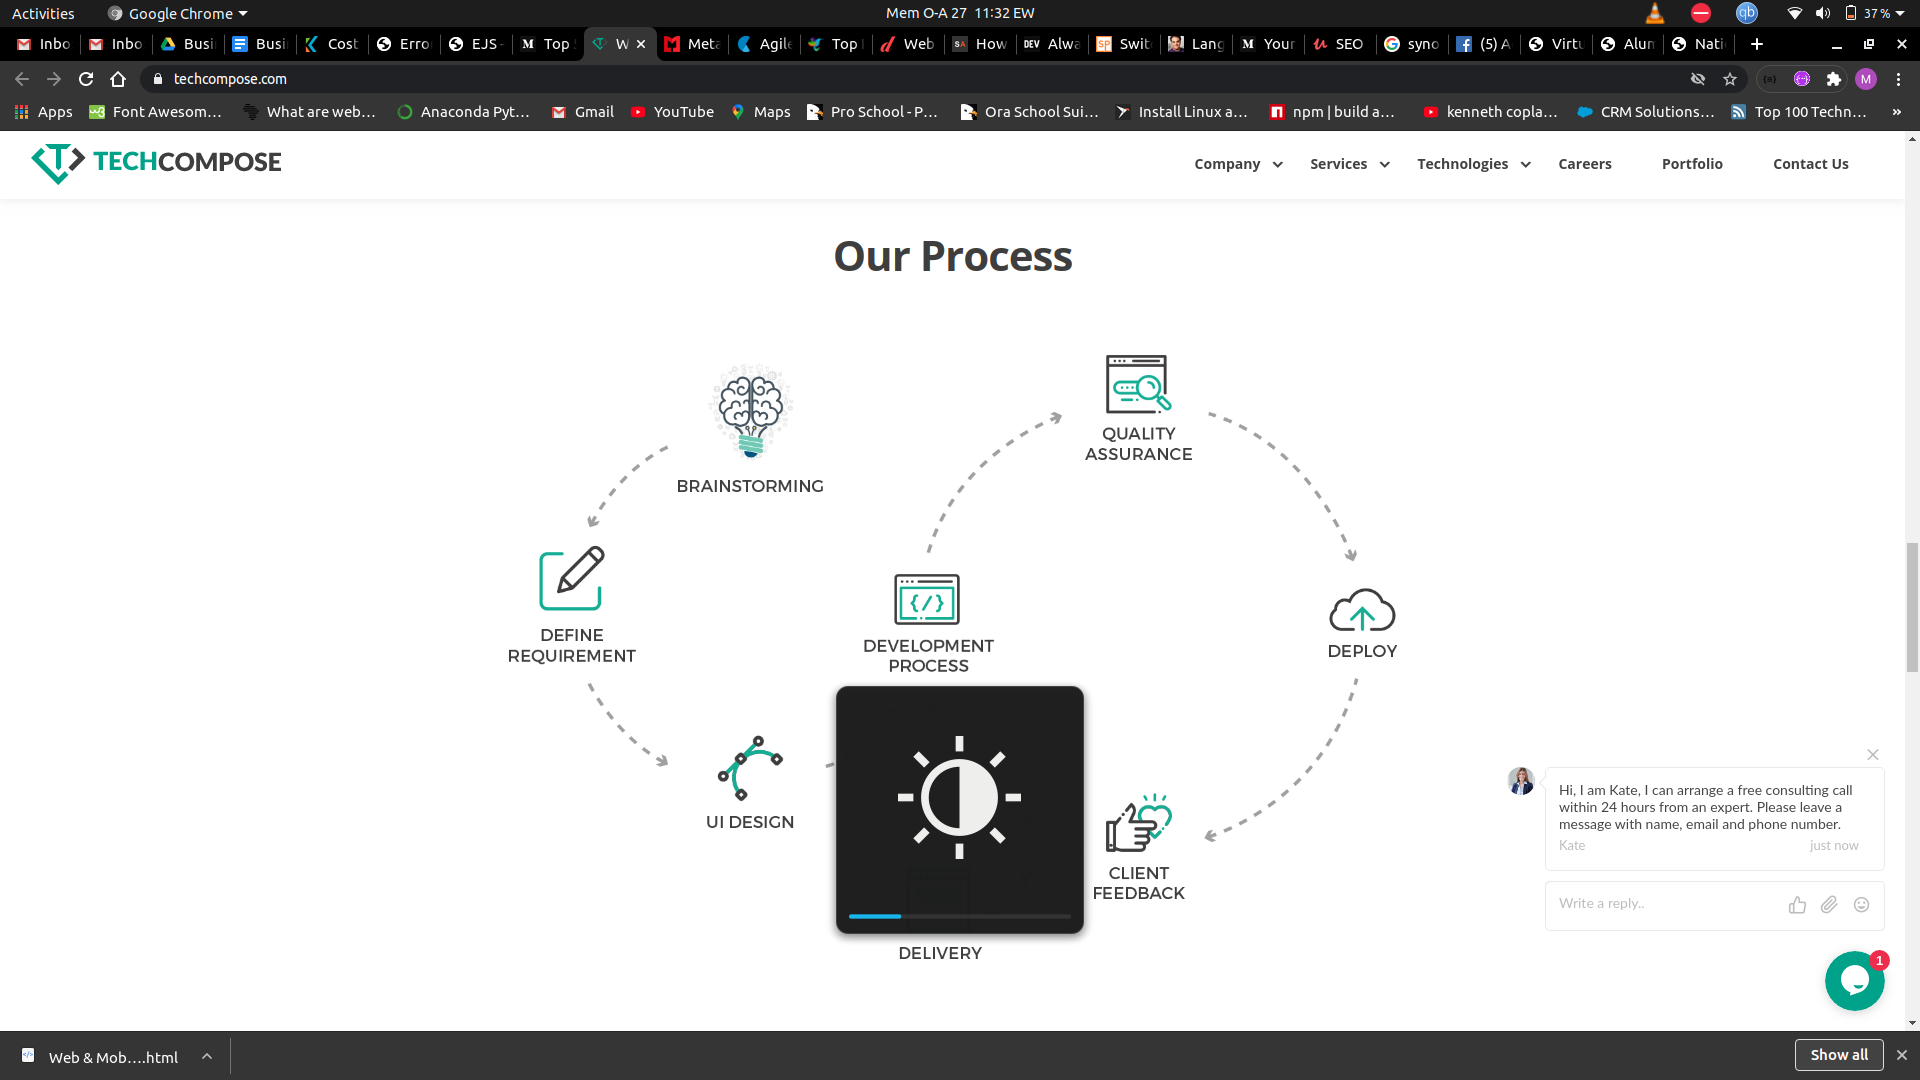 Activities Google Chrome Mem O-A 27 11:32 EW 37 %
Inbo Inbo Busi Busi Cost Erro EJS Top W Meta Agile Top Web How Alwa Swit Lang Your SEO syno (5) A Virtu Alun Nati
techcompose.com M
Apps Font Awesom... What are web... Anaconda Pyt... Gmail YouTube Maps Pro School - P... Ora School Sui... Install Linux a... npm | build a... kenneth copla... CRM Solutions... Top 100 Techn... »
TECHCOMPOSE Company Services Technologies Careers Portfolio Contact Us
Our Process
BRAINSTORMING
QUALITY
ASSURANCE
DEFINE
REQUIREMENT
DEVELOPMENT
PROCESS
DEPLOY
UI DESIGN
CLIENT
FEEDBACK
DELIVERY
Hi, I am Kate, I can arrange a free consulting call
within 24 hours from an expert. Please leave a
message with name, email and phone number.
Kate just now
Write a reply..
1
Web & Mob....html Show all